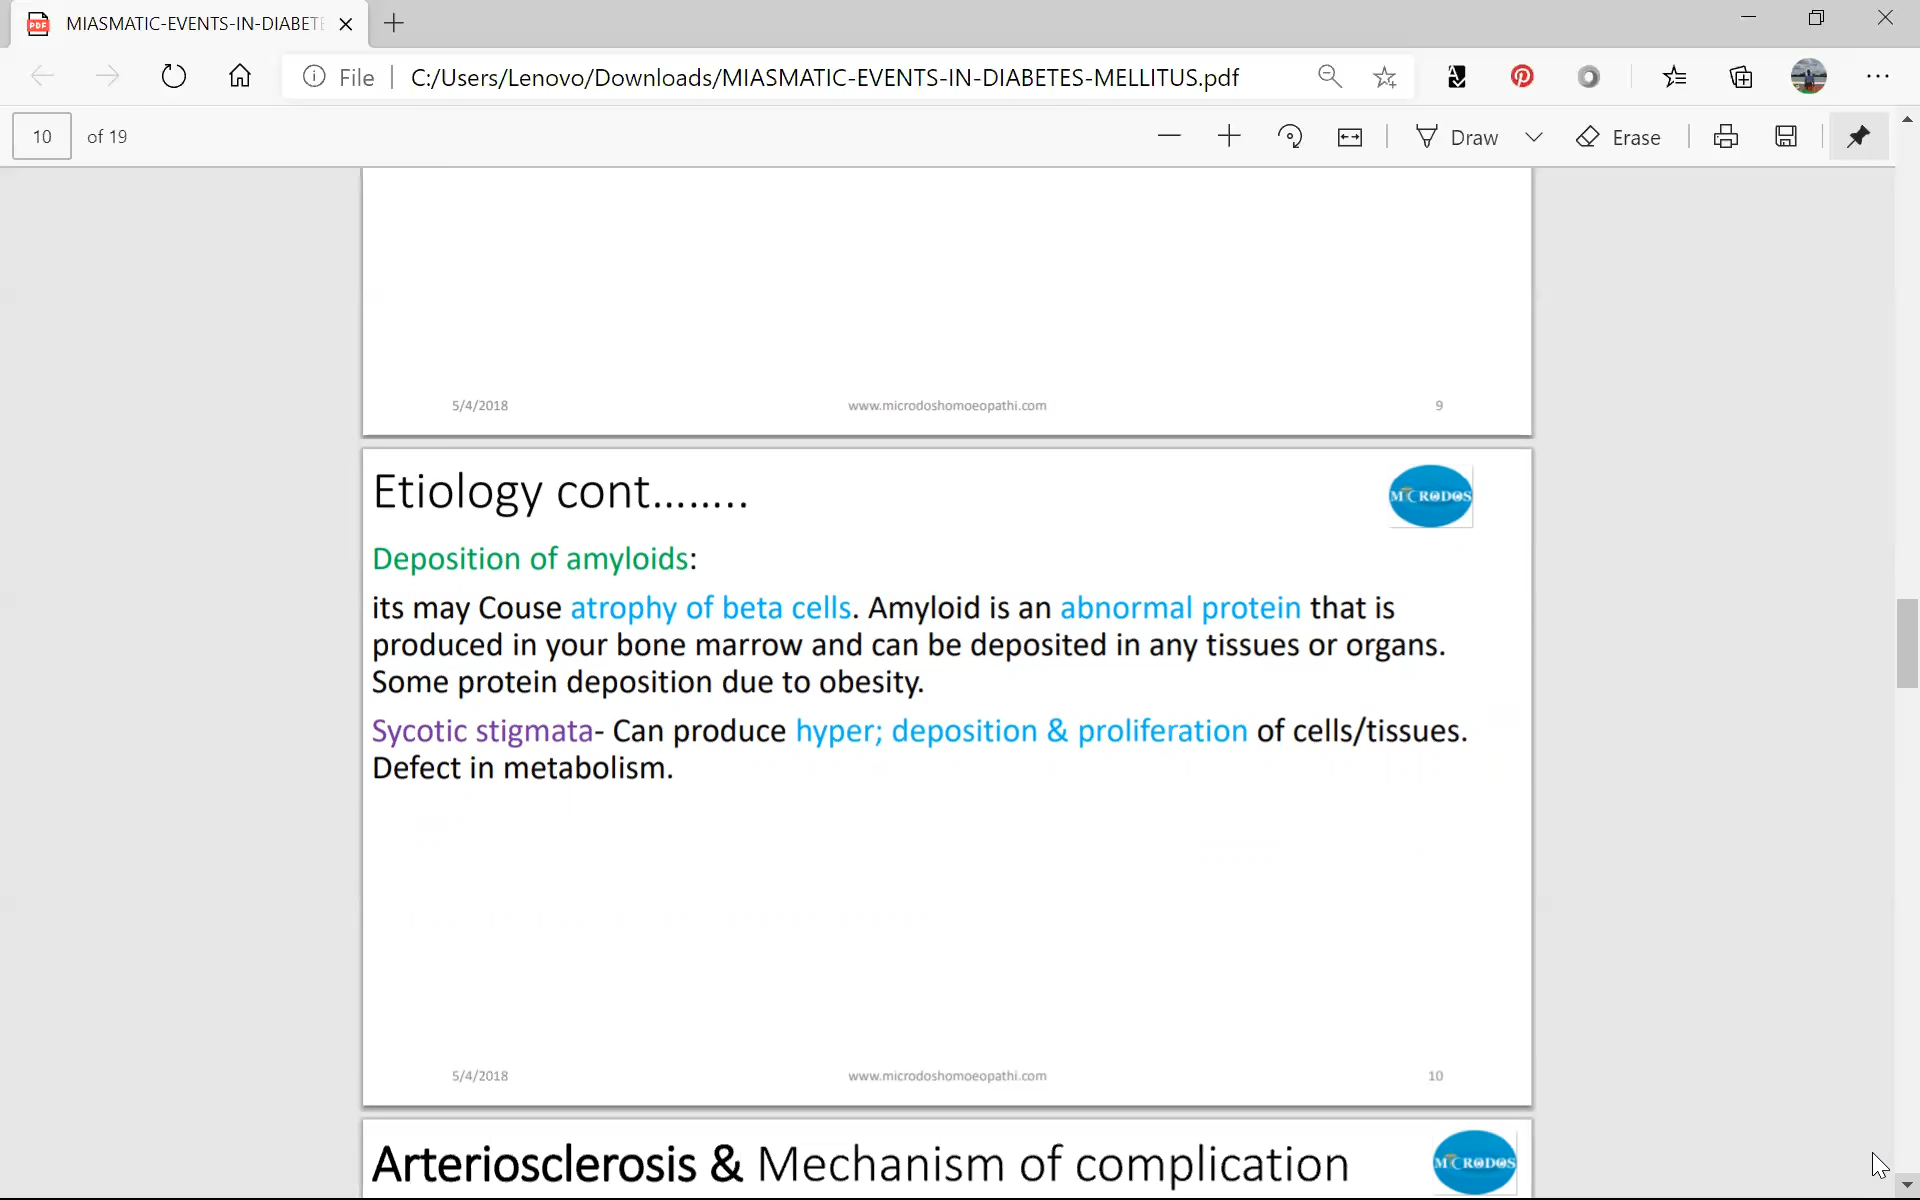 MIASMATIC-EVENTS-IN-DIABETE
File
C:/Users/Lenovo/Downloads/MIASMATIC-EVENTS-IN-DIABETES-MELLITUS.pdf
10 of 19
Draw
Erase
5/4/2018 www.microdoshomoeopathi.com 9
Etiology cont........
MICRODOS
Deposition of amyloids:
its may Couse atrophy of beta cells. Amyloid is an abnormal protein that is
produced in your bone marrow and can be deposited in any tissues or organs.
Some protein deposition due to obesity.
Sycotic stigmata- Can produce hyper; deposition & proliferation of cells/tissues.
Defect in metabolism.
5/4/2018 www.microdoshomoeopathi.com 10
Arteriosclerosis & Mechanism of complication
MICRODOS